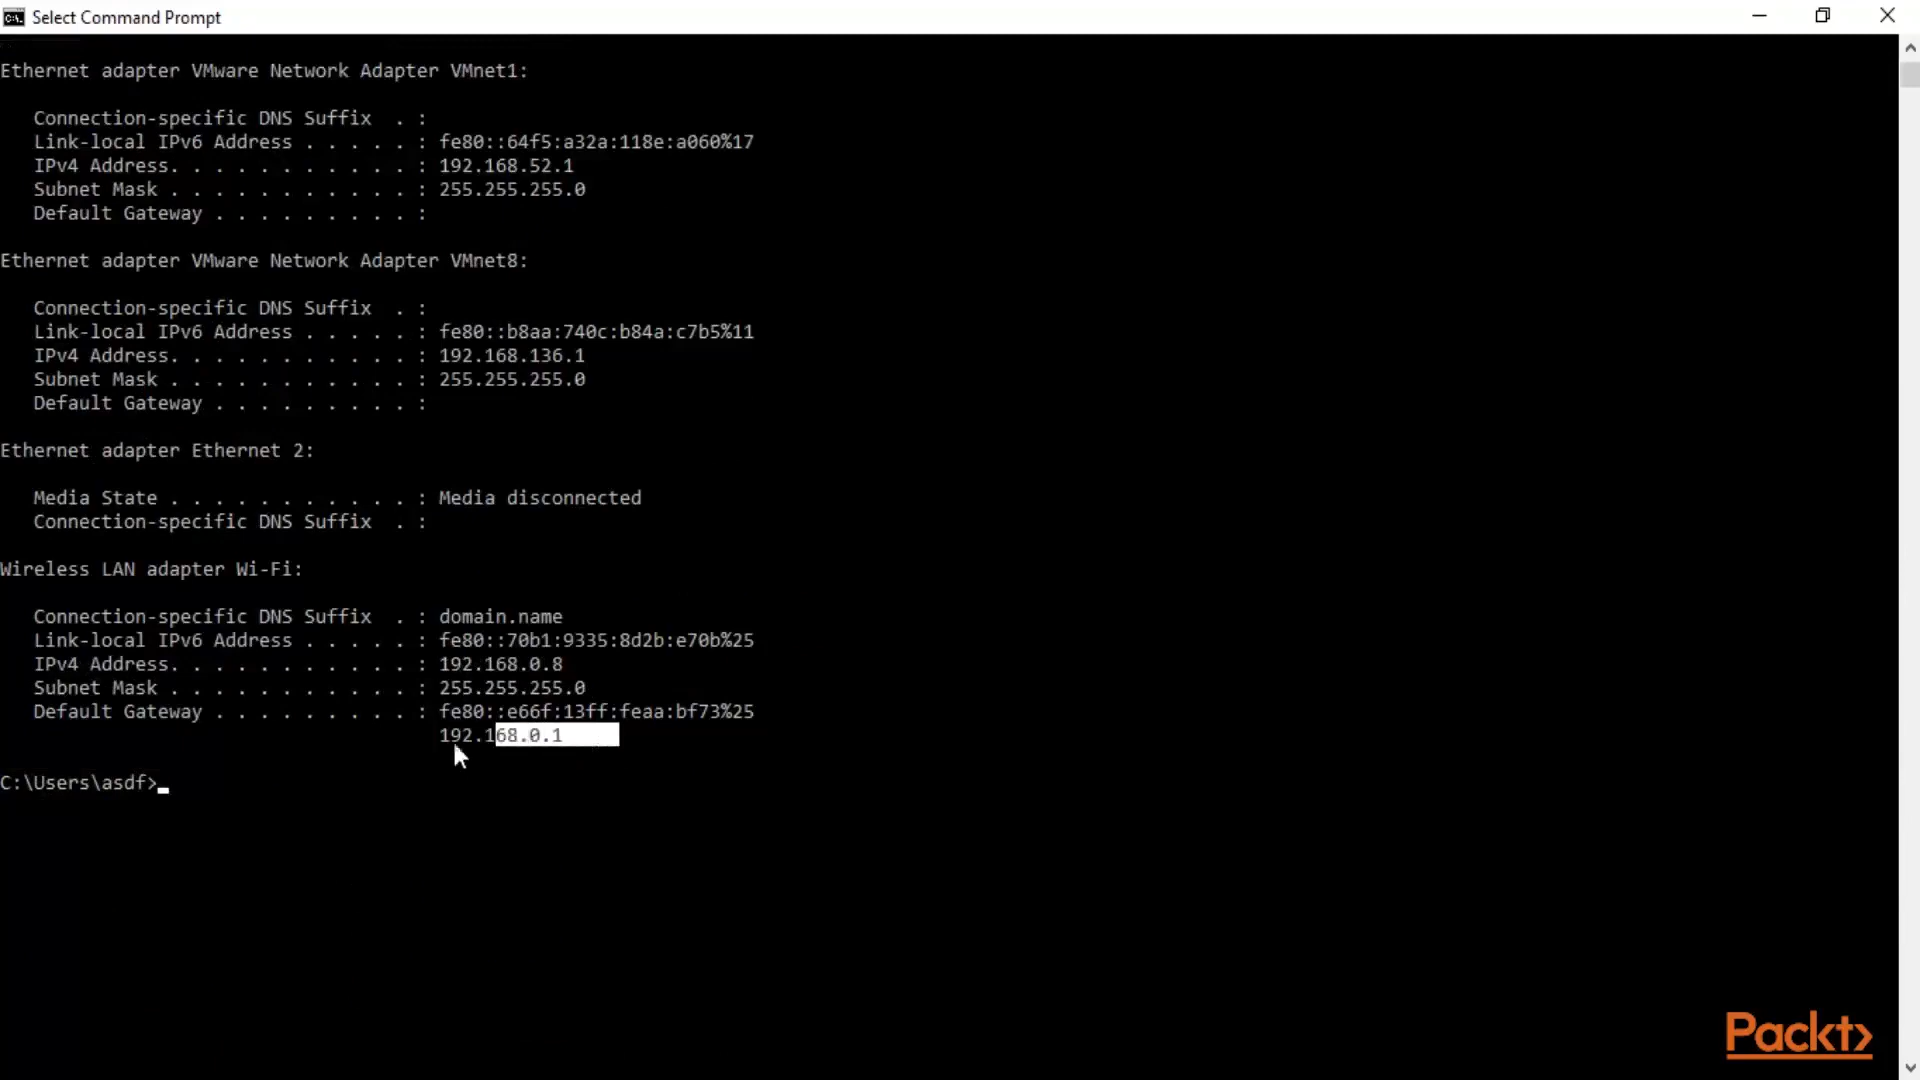 Select Command Prompt
Ethernet adapter VMware Network Adapter VMnet1:
Connection-specific DNS Suffix  . :
Link-local IPv6 Address . . . . . : fe80::64f5:a32a:118e:a060%17
IPv4 Address. . . . . . . . . . . : 192.168.52.1
Subnet Mask . . . . . . . . . . . : 255.255.255.0
Default Gateway . . . . . . . . . :
Ethernet adapter VMware Network Adapter VMnet8:
Connection-specific DNS Suffix  . :
Link-local IPv6 Address . . . . . : fe80::b8aa:740c:b84a:c7b5%11
IPv4 Address. . . . . . . . . . . : 192.168.136.1
Subnet Mask . . . . . . . . . . . : 255.255.255.0
Default Gateway . . . . . . . . . :
Ethernet adapter Ethernet 2:
Media State . . . . . . . . . . . : Media disconnected
Connection-specific DNS Suffix  . :
Wireless LAN adapter Wi-Fi:
Connection-specific DNS Suffix  . : domain.name
Link-local IPv6 Address . . . . . : fe80::70b1:9335:8d2b:e70b%25
IPv4 Address. . . . . . . . . . . : 192.168.0.8
Subnet Mask . . . . . . . . . . . : 255.255.255.0
Default Gateway . . . . . . . . . : fe80::e66f:13ff:feaa:bf73%25
192.168.0.1
C:\Users\asdf>
Packt>